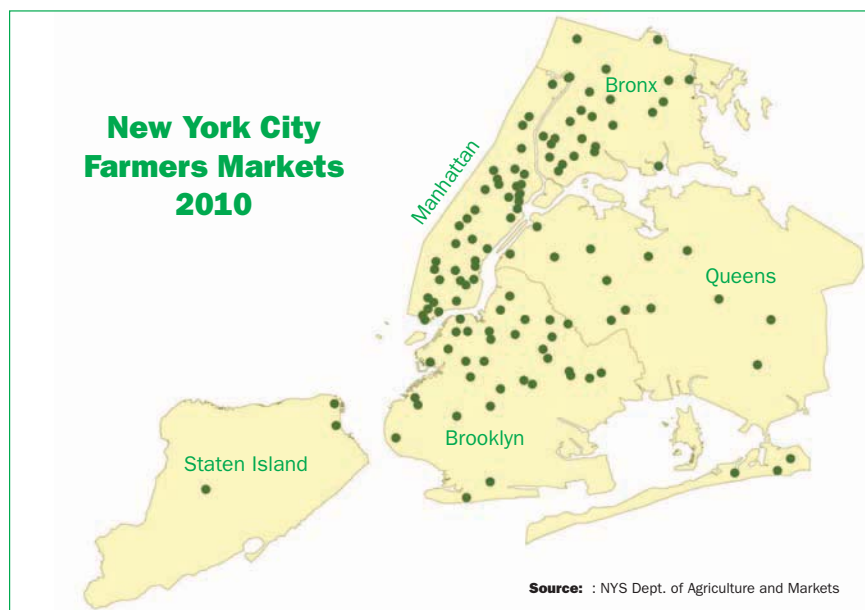 New York City
Farmers Markets
2010
Manhattan
Bronx
Queens
Brooklyn
Staten Island
Source: : NYS Dept. of Agriculture and Markets